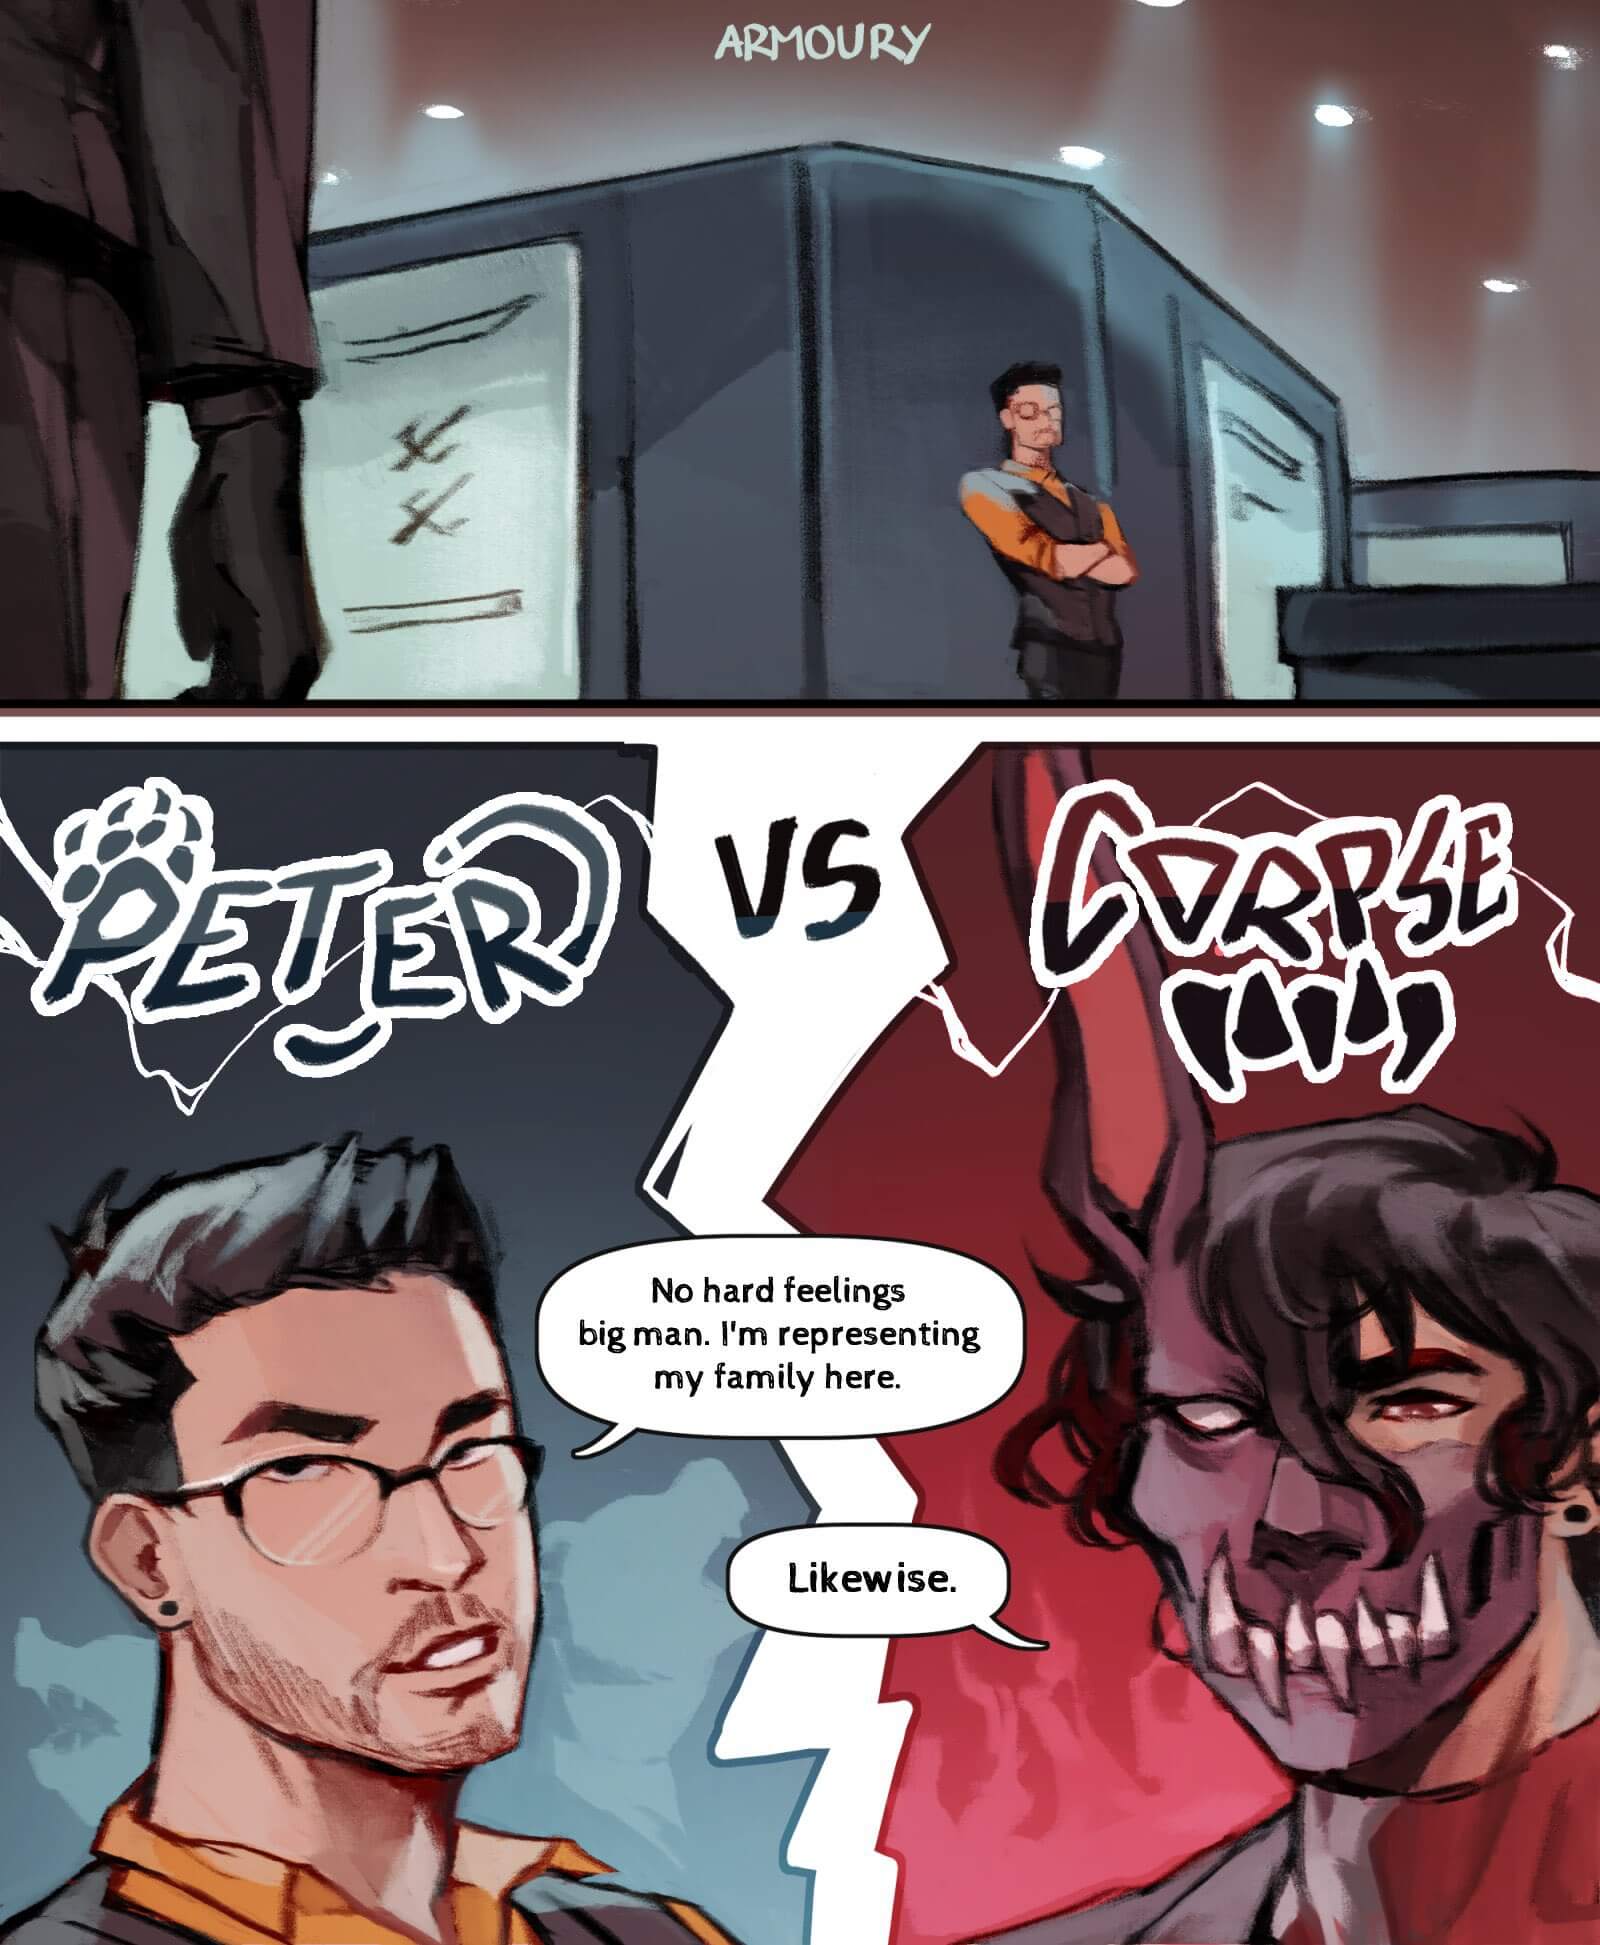 ARMOURY
PETER VS CORPSE
No hard feelings
big man. I'm representing
my family here.
Likewise.